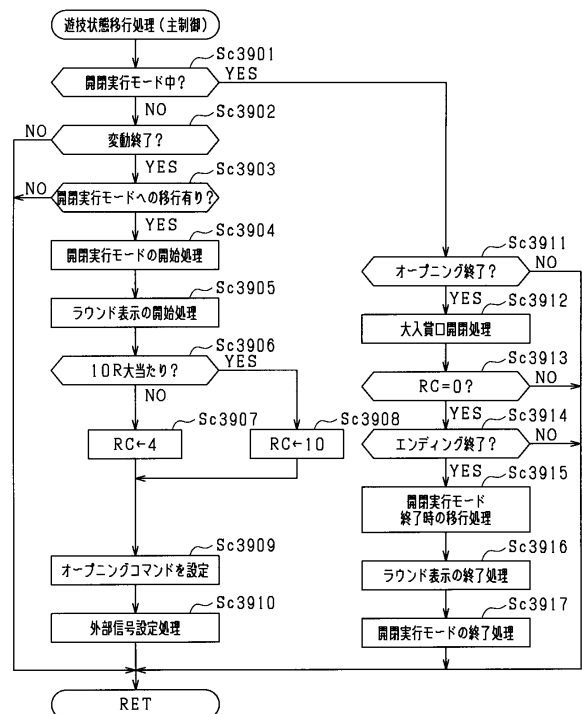 遊技状態移行処理(主制御)
Sc3901
開閉実行モード中?
YES
NO
Sc3902
変動終了?
NO
YES
Sc3903
開閉実行モードへの移行有り?
NO
YES
Sc3904
開閉実行モードの開始処理
Sc3905
ラウンド表示の開始処理
Sc3906
10R大当たり?
YES
NO
Sc3907
RC←4
Sc3908
RC←10
Sc3909
オープニングコマンドを設定
Sc3910
外部信号設定処理
Sc3911
オープニング終了?
NO
YES
Sc3912
大入賞口開閉処理
Sc3913
RC=0?
NO
YES
Sc3914
エンディング終了?
NO
YES
Sc3915
開閉実行モード
終了時の移行処理
Sc3916
ラウンド表示の終了処理
Sc3917
開閉実行モードの終了処理
RET